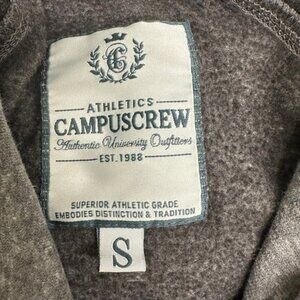 C
ATHLETICS
CAMPUSCREW
Authentic University Outfitters
EST. 1988
SUPERIOR ATHLETIC GRADE
EMBODIES DISTINCTION & TRADITION
S